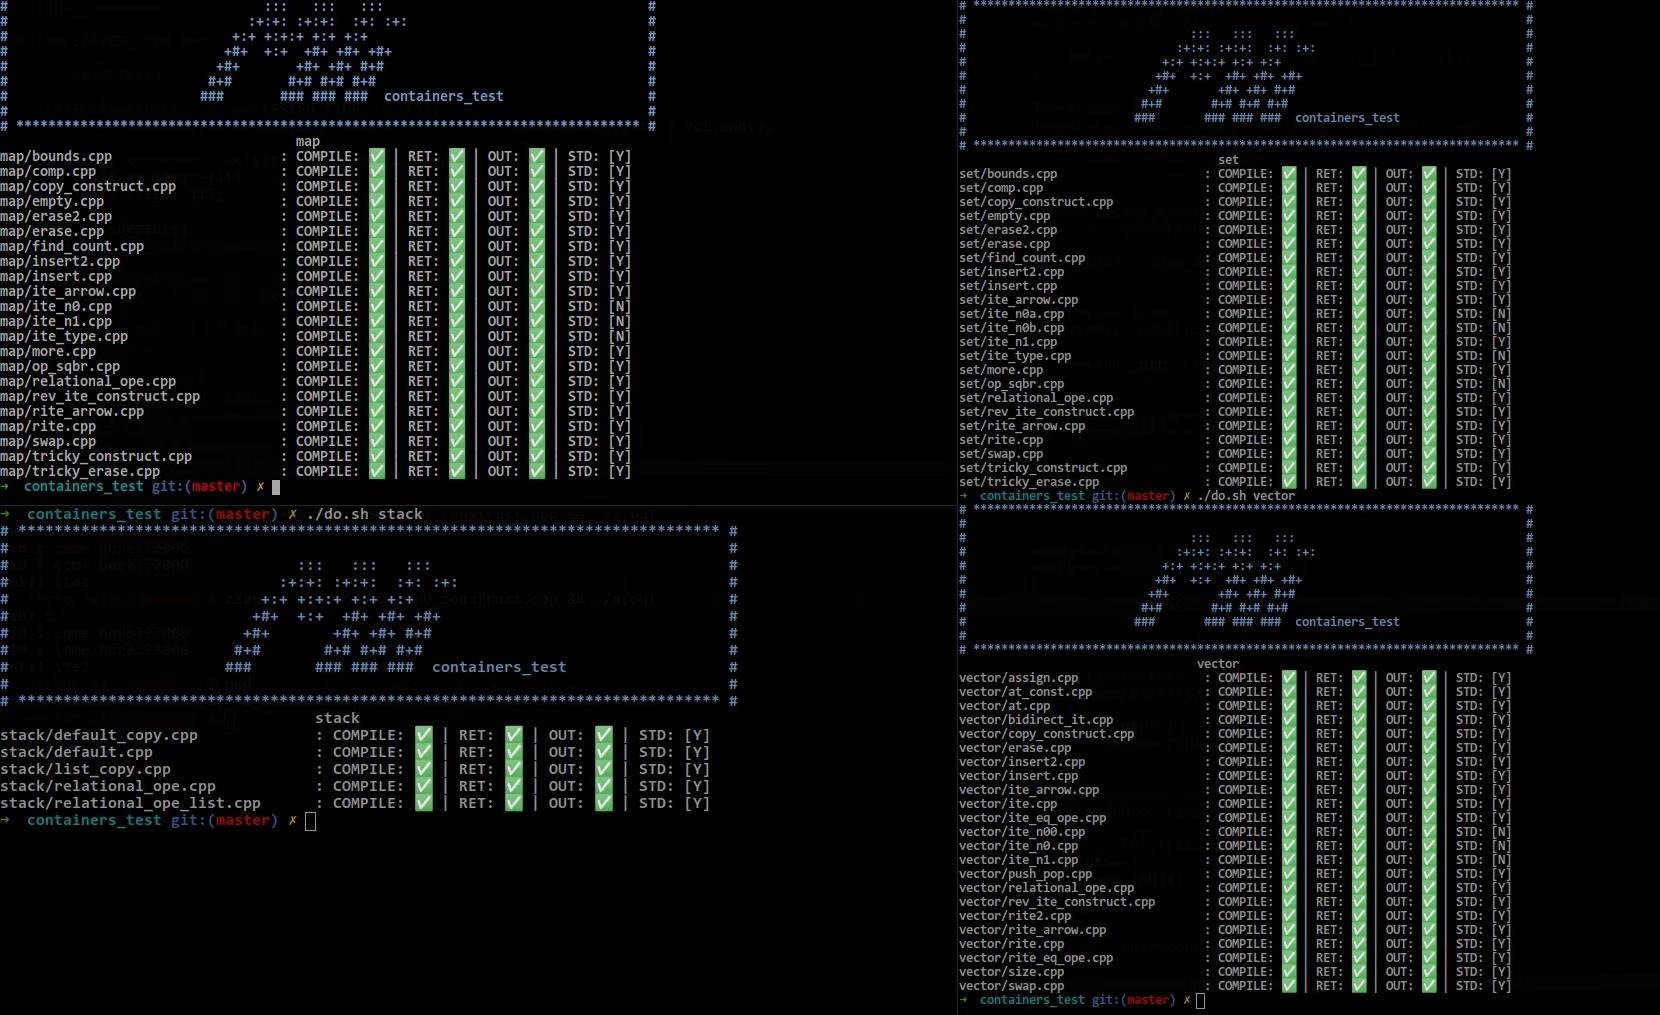 #                                :::   :::   :::                                 #
#                              :+:+: :+:+:  :+: :+:                               #
#                            +:+ +:+:+ +:+ +:+                                    #
#                           +#+  +:+  +#+ +#+ +#+                                 #
#                          +#+       +#+ +#+ #+#                                  #
#                         #+#       #+# #+# #+#                                   #
#                        ###       ### ### ###  containers_test                   #
#                                                                                #
# ****************************************************************************** #
map
map/bounds.cpp : COMPILE: ✅ | RET: ✅ | OUT: ✅ | STD: [Y]
map/comp.cpp : COMPILE: ✅ | RET: ✅ | OUT: ✅ | STD: [Y]
map/copy_construct.cpp : COMPILE: ✅ | RET: ✅ | OUT: ✅ | STD: [Y]
map/empty.cpp : COMPILE: ✅ | RET: ✅ | OUT: ✅ | STD: [Y]
map/erase2.cpp : COMPILE: ✅ | RET: ✅ | OUT: ✅ | STD: [Y]
map/erase.cpp : COMPILE: ✅ | RET: ✅ | OUT: ✅ | STD: [Y]
map/find_count.cpp : COMPILE: ✅ | RET: ✅ | OUT: ✅ | STD: [Y]
map/insert2.cpp : COMPILE: ✅ | RET: ✅ | OUT: ✅ | STD: [Y]
map/insert.cpp : COMPILE: ✅ | RET: ✅ | OUT: ✅ | STD: [Y]
map/ite_arrow.cpp : COMPILE: ✅ | RET: ✅ | OUT: ✅ | STD: [Y]
map/ite_n0.cpp : COMPILE: ✅ | RET: ✅ | OUT: ✅ | STD: [N]
map/ite_n1.cpp : COMPILE: ✅ | RET: ✅ | OUT: ✅ | STD: [N]
map/ite_type.cpp : COMPILE: ✅ | RET: ✅ | OUT: ✅ | STD: [N]
map/more.cpp : COMPILE: ✅ | RET: ✅ | OUT: ✅ | STD: [Y]
map/op_sqbr.cpp : COMPILE: ✅ | RET: ✅ | OUT: ✅ | STD: [Y]
map/relational_ope.cpp : COMPILE: ✅ | RET: ✅ | OUT: ✅ | STD: [Y]
map/rev_ite_construct.cpp : COMPILE: ✅ | RET: ✅ | OUT: ✅ | STD: [Y]
map/rite_arrow.cpp : COMPILE: ✅ | RET: ✅ | OUT: ✅ | STD: [Y]
map/rite.cpp : COMPILE: ✅ | RET: ✅ | OUT: ✅ | STD: [Y]
map/swap.cpp : COMPILE: ✅ | RET: ✅ | OUT: ✅ | STD: [Y]
map/tricky_construct.cpp : COMPILE: ✅ | RET: ✅ | OUT: ✅ | STD: [Y]
map/tricky_erase.cpp : COMPILE: ✅ | RET: ✅ | OUT: ✅ | STD: [Y]
➜ containers_test git:(master) ✗
➜ containers_test git:(master) ✗ ./do.sh stack
# ****************************************************************************** #
#                                                                                #
#                                :::   :::   :::                                 #
#                              :+:+: :+:+:  :+: :+:                               #
#                            +:+ +:+:+ +:+ +:+                                    #
#                           +#+  +:+  +#+ +#+ +#+                                 #
#                          +#+       +#+ +#+ #+#                                  #
#                         #+#       #+# #+# #+#                                   #
#                        ###       ### ### ###  containers_test                   #
#                                                                                #
# ****************************************************************************** #
stack
stack/default_copy.cpp : COMPILE: ✅ | RET: ✅ | OUT: ✅ | STD: [Y]
stack/default.cpp : COMPILE: ✅ | RET: ✅ | OUT: ✅ | STD: [Y]
stack/list_copy.cpp : COMPILE: ✅ | RET: ✅ | OUT: ✅ | STD: [Y]
stack/relational_ope.cpp : COMPILE: ✅ | RET: ✅ | OUT: ✅ | STD: [Y]
stack/relational_ope_list.cpp : COMPILE: ✅ | RET: ✅ | OUT: ✅ | STD: [Y]
➜ containers_test git:(master) ✗
# ****************************************************************************** #
#                                                                                #
#                                :::   :::   :::                                 #
#                              :+:+: :+:+:  :+: :+:                               #
#                            +:+ +:+:+ +:+ +:+                                    #
#                           +#+  +:+  +#+ +#+ +#+                                 #
#                          +#+       +#+ +#+ #+#                                  #
#                         #+#       #+# #+# #+#                                   #
#                        ###       ### ### ###  containers_test                   #
#                                                                                #
# ****************************************************************************** #
set
set/bounds.cpp : COMPILE: ✅ | RET: ✅ | OUT: ✅ | STD: [Y]
set/comp.cpp : COMPILE: ✅ | RET: ✅ | OUT: ✅ | STD: [Y]
set/copy_construct.cpp : COMPILE: ✅ | RET: ✅ | OUT: ✅ | STD: [Y]
set/empty.cpp : COMPILE: ✅ | RET: ✅ | OUT: ✅ | STD: [Y]
set/erase2.cpp : COMPILE: ✅ | RET: ✅ | OUT: ✅ | STD: [Y]
set/erase.cpp : COMPILE: ✅ | RET: ✅ | OUT: ✅ | STD: [Y]
set/find_count.cpp : COMPILE: ✅ | RET: ✅ | OUT: ✅ | STD: [Y]
set/insert2.cpp : COMPILE: ✅ | RET: ✅ | OUT: ✅ | STD: [Y]
set/insert.cpp : COMPILE: ✅ | RET: ✅ | OUT: ✅ | STD: [Y]
set/ite_arrow.cpp : COMPILE: ✅ | RET: ✅ | OUT: ✅ | STD: [Y]
set/ite_n0a.cpp : COMPILE: ✅ | RET: ✅ | OUT: ✅ | STD: [N]
set/ite_n0b.cpp : COMPILE: ✅ | RET: ✅ | OUT: ✅ | STD: [N]
set/ite_n1.cpp : COMPILE: ✅ | RET: ✅ | OUT: ✅ | STD: [Y]
set/ite_type.cpp : COMPILE: ✅ | RET: ✅ | OUT: ✅ | STD: [N]
set/more.cpp : COMPILE: ✅ | RET: ✅ | OUT: ✅ | STD: [Y]
set/op_sqbr.cpp : COMPILE: ✅ | RET: ✅ | OUT: ✅ | STD: [N]
set/relational_ope.cpp : COMPILE: ✅ | RET: ✅ | OUT: ✅ | STD: [Y]
set/rev_ite_construct.cpp : COMPILE: ✅ | RET: ✅ | OUT: ✅ | STD: [Y]
set/rite_arrow.cpp : COMPILE: ✅ | RET: ✅ | OUT: ✅ | STD: [Y]
set/rite.cpp : COMPILE: ✅ | RET: ✅ | OUT: ✅ | STD: [Y]
set/swap.cpp : COMPILE: ✅ | RET: ✅ | OUT: ✅ | STD: [Y]
set/tricky_construct.cpp : COMPILE: ✅ | RET: ✅ | OUT: ✅ | STD: [Y]
set/tricky_erase.cpp : COMPILE: ✅ | RET: ✅ | OUT: ✅ | STD: [Y]
➜ containers_test git:(master) ✗ ./do.sh vector
# ****************************************************************************** #
#                                                                                #
#                                :::   :::   :::                                 #
#                              :+:+: :+:+:  :+: :+:                               #
#                            +:+ +:+:+ +:+ +:+                                    #
#                           +#+  +:+  +#+ +#+ +#+                                 #
#                          +#+       +#+ +#+ #+#                                  #
#                         #+#       #+# #+# #+#                                   #
#                        ###       ### ### ###  containers_test                   #
#                                                                                #
# ****************************************************************************** #
vector
vector/assign.cpp : COMPILE: ✅ | RET: ✅ | OUT: ✅ | STD: [Y]
vector/at_const.cpp : COMPILE: ✅ | RET: ✅ | OUT: ✅ | STD: [Y]
vector/at.cpp : COMPILE: ✅ | RET: ✅ | OUT: ✅ | STD: [Y]
vector/bidirect_it.cpp : COMPILE: ✅ | RET: ✅ | OUT: ✅ | STD: [Y]
vector/copy_construct.cpp : COMPILE: ✅ | RET: ✅ | OUT: ✅ | STD: [Y]
vector/erase.cpp : COMPILE: ✅ | RET: ✅ | OUT: ✅ | STD: [Y]
vector/insert2.cpp : COMPILE: ✅ | RET: ✅ | OUT: ✅ | STD: [Y]
vector/insert.cpp : COMPILE: ✅ | RET: ✅ | OUT: ✅ | STD: [Y]
vector/ite_arrow.cpp : COMPILE: ✅ | RET: ✅ | OUT: ✅ | STD: [Y]
vector/ite.cpp : COMPILE: ✅ | RET: ✅ | OUT: ✅ | STD: [Y]
vector/ite_eq_ope.cpp : COMPILE: ✅ | RET: ✅ | OUT: ✅ | STD: [Y]
vector/ite_n00.cpp : COMPILE: ✅ | RET: ✅ | OUT: ✅ | STD: [N]
vector/ite_n0.cpp : COMPILE: ✅ | RET: ✅ | OUT: ✅ | STD: [N]
vector/ite_n1.cpp : COMPILE: ✅ | RET: ✅ | OUT: ✅ | STD: [N]
vector/push_pop.cpp : COMPILE: ✅ | RET: ✅ | OUT: ✅ | STD: [Y]
vector/relational_ope.cpp : COMPILE: ✅ | RET: ✅ | OUT: ✅ | STD: [Y]
vector/rev_ite_construct.cpp : COMPILE: ✅ | RET: ✅ | OUT: ✅ | STD: [Y]
vector/rite2.cpp : COMPILE: ✅ | RET: ✅ | OUT: ✅ | STD: [Y]
vector/rite_arrow.cpp : COMPILE: ✅ | RET: ✅ | OUT: ✅ | STD: [Y]
vector/rite.cpp : COMPILE: ✅ | RET: ✅ | OUT: ✅ | STD: [Y]
vector/rite_eq_ope.cpp : COMPILE: ✅ | RET: ✅ | OUT: ✅ | STD: [Y]
vector/size.cpp : COMPILE: ✅ | RET: ✅ | OUT: ✅ | STD: [Y]
vector/swap.cpp : COMPILE: ✅ | RET: ✅ | OUT: ✅ | STD: [Y]
➜ containers_test git:(master) ✗